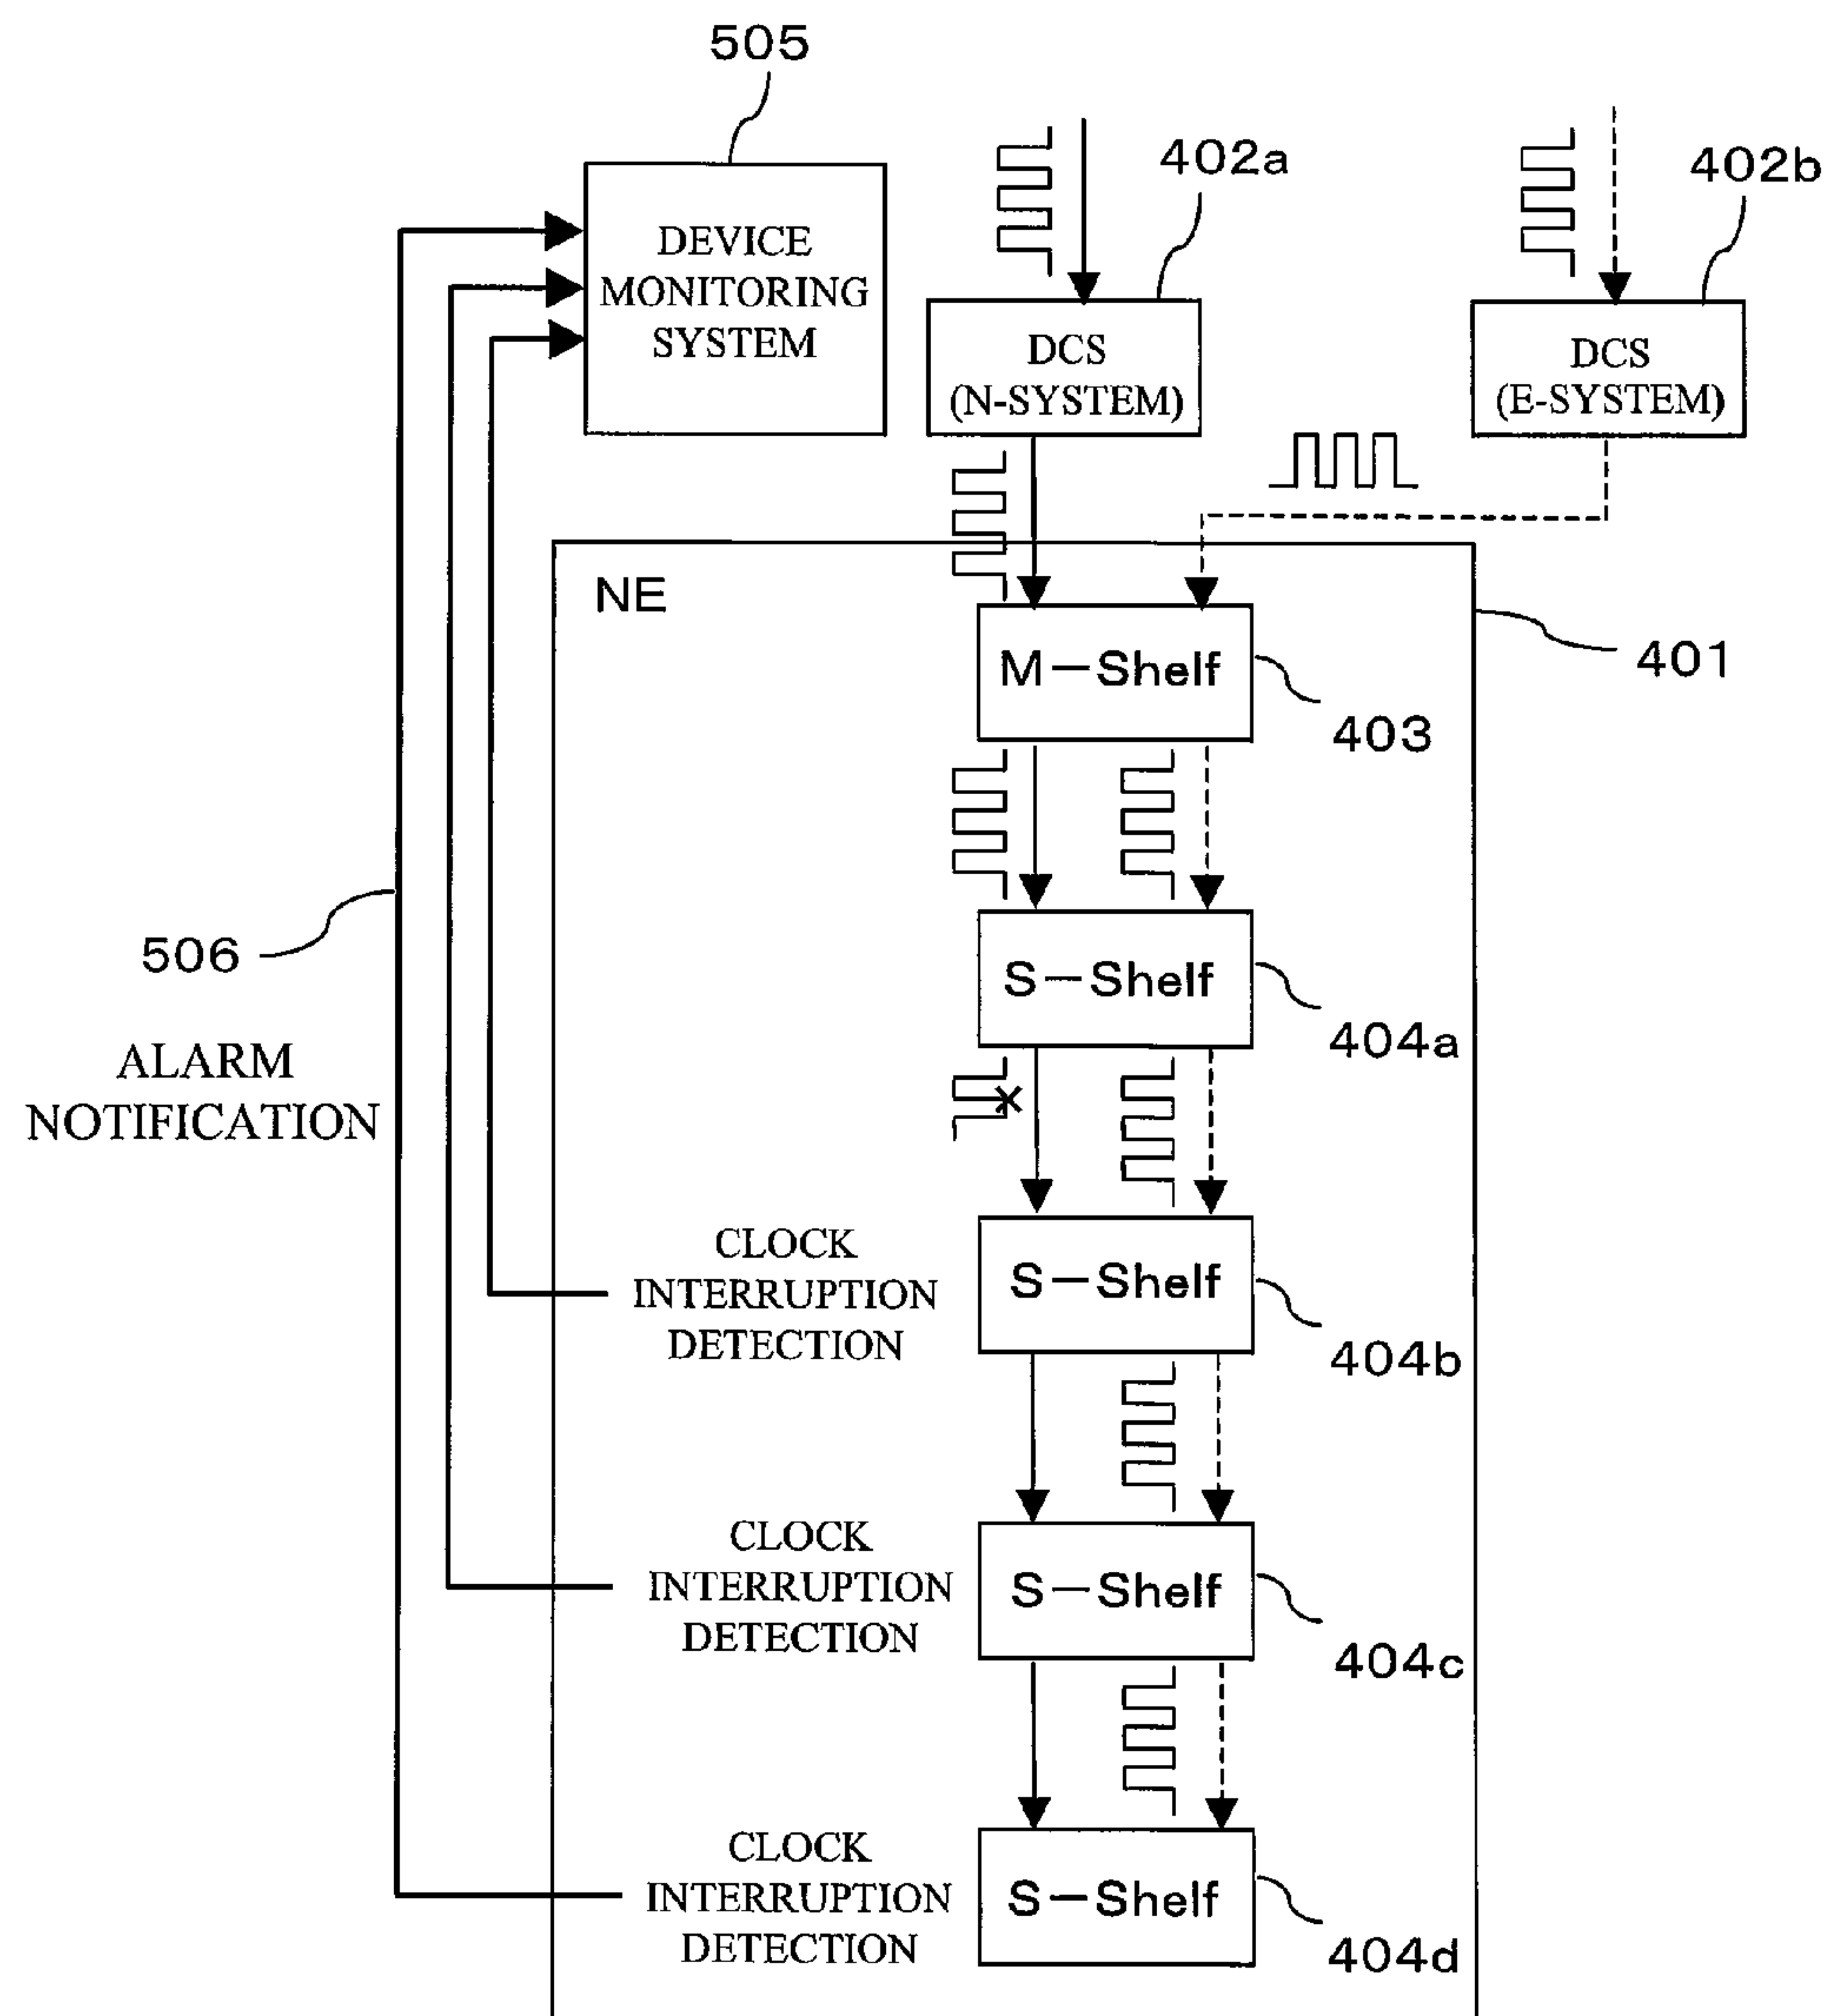 505
402a
402b
DEVICE
MONITORING
SYSTEM
DCS
(N-SYSTEM)
DCS
(E-SYSTEM)
NE
401
M-Shelf
403
506
S-Shelf
404a
ALARM
NOTIFICATION
×
CLOCK
INTERRUPTION
DETECTION
S-Shelf
404b
CLOCK
INTERRUPTION
DETECTION
S-Shelf
404c
CLOCK
INTERRUPTION
DETECTION
S-Shelf
404d